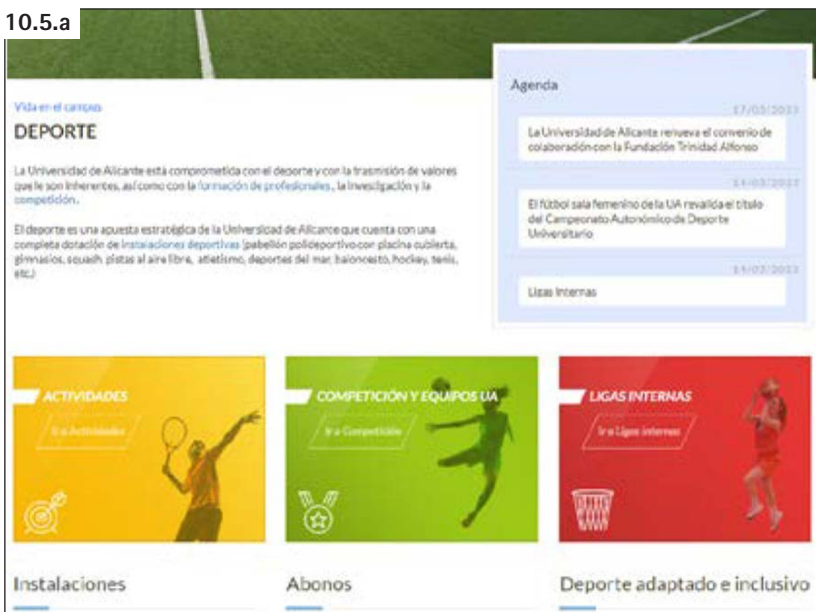 10.5.a
Vida en el campus
DEPORTE
La Universidad de Alicante está comprometida con el deporte y con la trasmisión de valores
que le son inherentes, así como con la formación de profesionales, la investigación y la
competición.
El deporte es una apuesta estratégica de la Universidad de Alicante que cuenta con una
completa dotación de instalaciones deportivas (pabellón polideportivo con piscina cubierta,
gimnasios, squash, pistas al aire libre, atletismo, deportes del mar, baloncesto, hockey, tenis,
etc.)
Agenda
17/03/2023
La Universidad de Alicante renueva el convenio de
colaboración con la Fundación Trinidad Alfonso
14/03/2023
El fútbol sala femenino de la UA revalida el título
del Campeonato Autonómico de Deporte
Universitario
14/03/2023
Ligas Internas
ACTIVIDADES
Ir a Actividades
COMPETICIÓN Y EQUIPOS UA
Ir a Competición
LIGAS INTERNAS
Ir a Ligas internas
Instalaciones
Abonos
Deporte adaptado e inclusivo